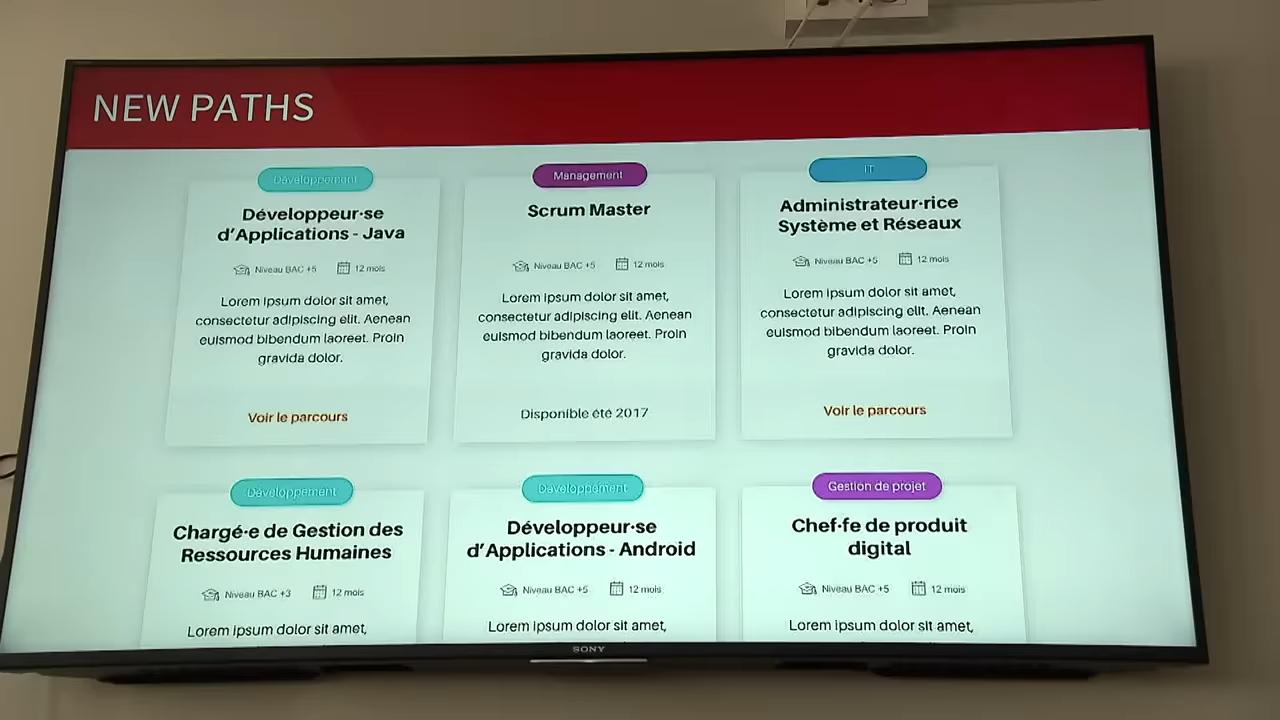 NEW PATHS
Développement
Développeur·se
d'Applications - Java
Niveau BAC +5 12 mois
Lorem ipsum dolor sit amet,
consectetur adipiscing elit. Aenean
euismod bibendum laoreet. Proin
gravida dolor.
Voir le parcours
Management
Scrum Master
Niveau BAC +5 12 mois
Lorem ipsum dolor sit amet,
consectetur adipiscing elit. Aenean
euismod bibendum laoreet. Proin
gravida dolor.
Disponible été 2017
IT
Administrateur·rice
Système et Réseaux
Niveau BAC +5 12 mois
Lorem ipsum dolor sit amet,
consectetur adipiscing elit. Aenean
euismod bibendum laoreet. Proin
gravida dolor.
Voir le parcours
Développement
Chargé·e de Gestion des
Ressources Humaines
Niveau BAC +3 12 mois
Lorem ipsum dolor sit amet,
Développement
Développeur·se
d'Applications - Android
Niveau BAC +5 12 mois
Lorem ipsum dolor sit amet,
Gestion de projet
Chef·fe de produit
digital
Niveau BAC +5 12 mois
Lorem ipsum dolor sit amet,
SONY